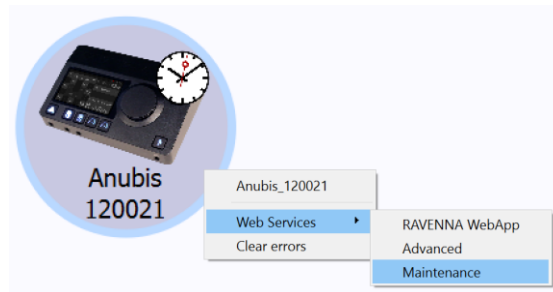 Anubis
120021
Anubis_120021
Web Services
Clear errors
RAVENNA WebApp
Advanced
Maintenance